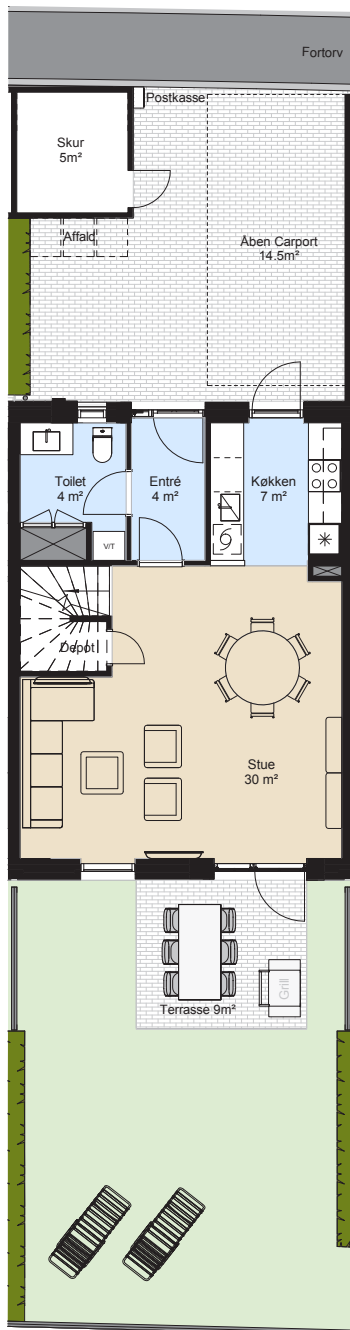 Fortorv
Postkasse
Skur
5m²
Affald
Åben Carport
14.5m²
Toilet
4 m²
Entré
4 m²
Køkken
7 m²
V/T
Depot
Stue
30 m²
Grill
Terrasse 9m²